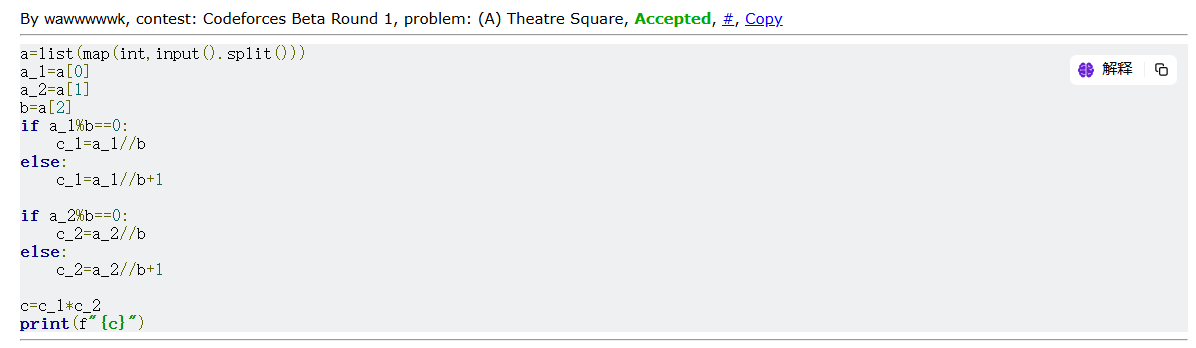 By wawwwwwk, contest: Codeforces Beta Round 1, problem: (A) Theatre Square, Accepted, #, Copy
a=list(map(int,input().split()))
解释
a_1=a[0]
a_2=a[1]
b=a[2]
if a_1%b==0:
    c_1=a_1//b
else:
    c_1=a_1//b+1

if a_2%b==0:
    c_2=a_2//b
else:
    c_2=a_2//b+1

c=c_1*c_2
print(f"{c}")